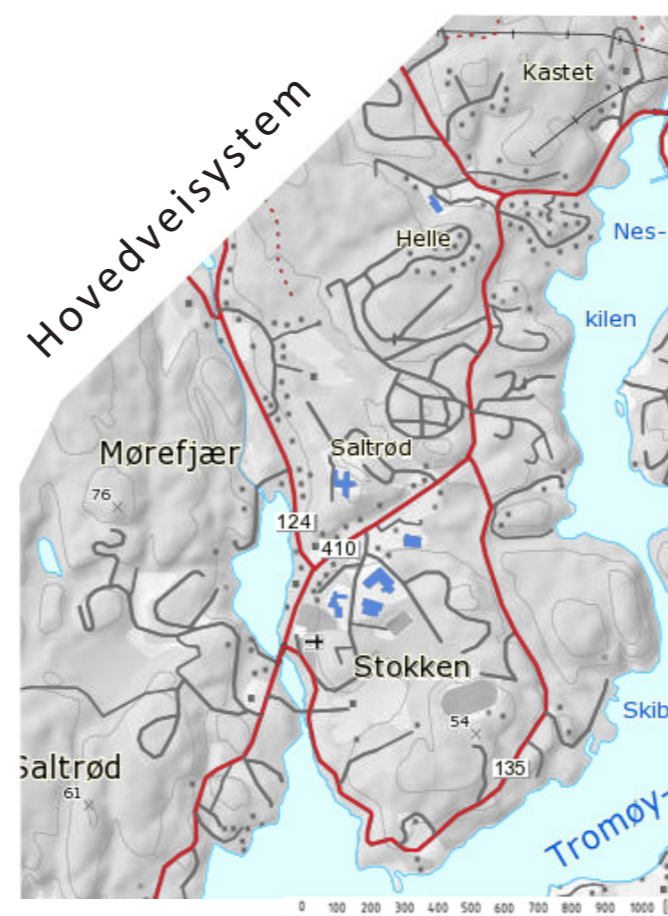 Hovedveisystem
Kastet
Nes-
Helle
kilen
Mørefjær
Saltrød
76
124
410
Stokken
54
Skib
Saltrød
61
135
Tromøy-
0 100 200 300 400 500 600 700 800 900 1000